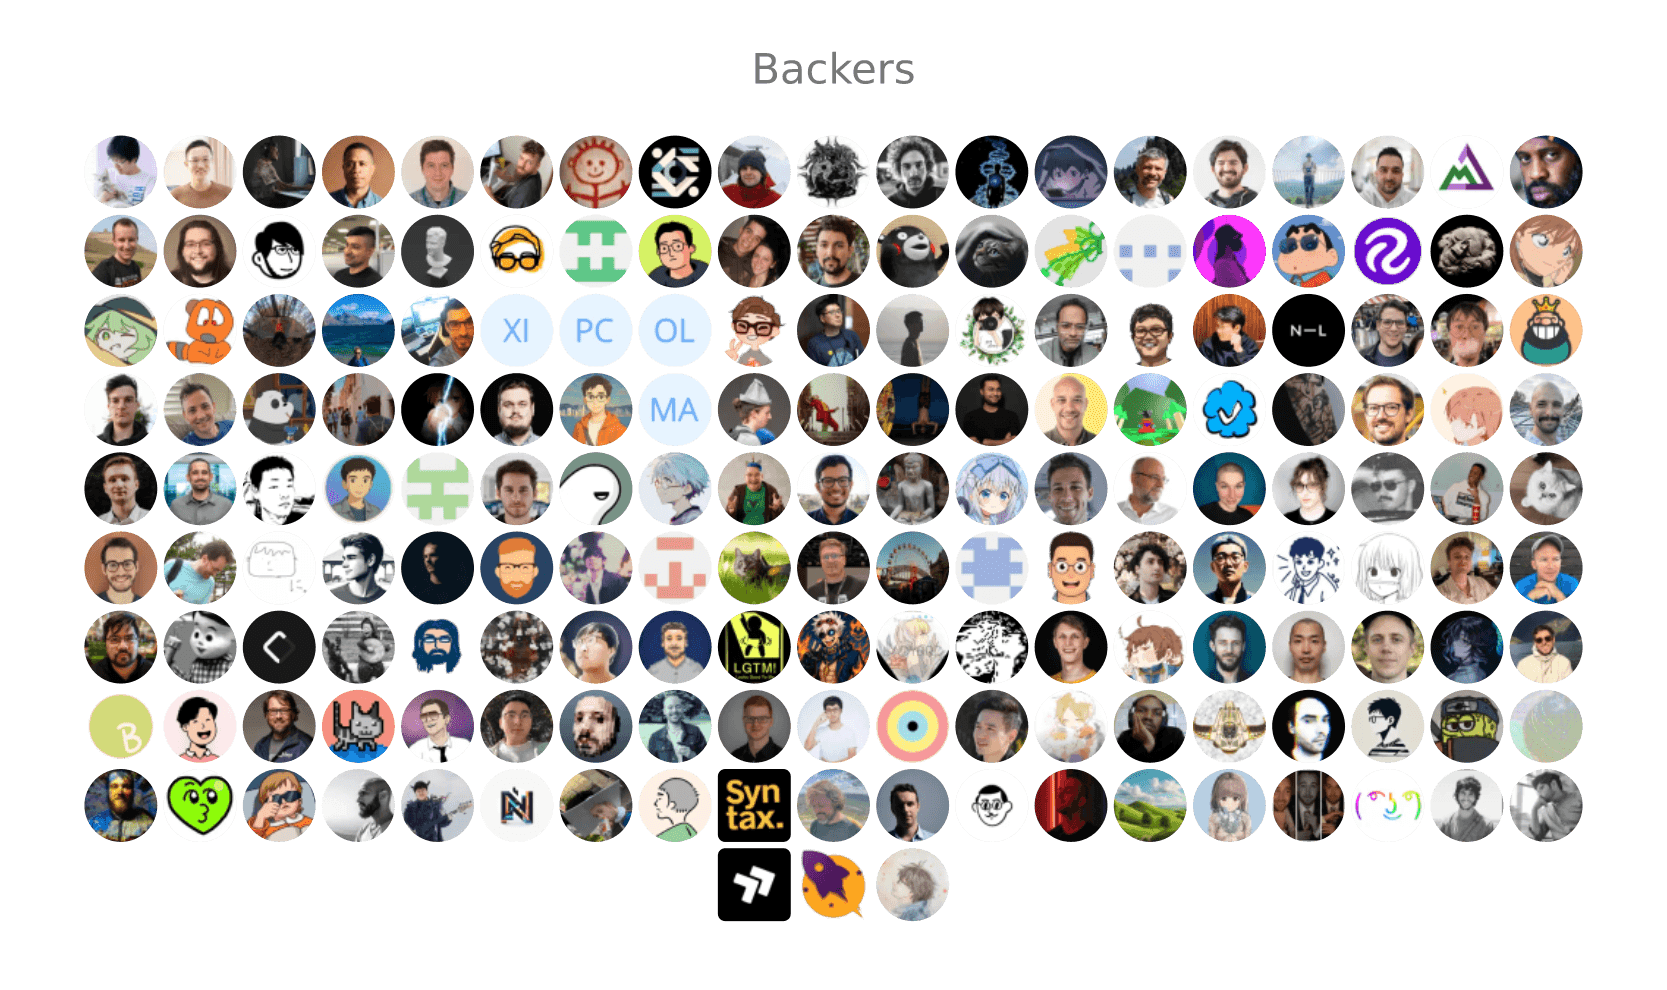 Backers
XI
PC
OL
N—L
MA
LGTM!
B
N
Syn
tax.